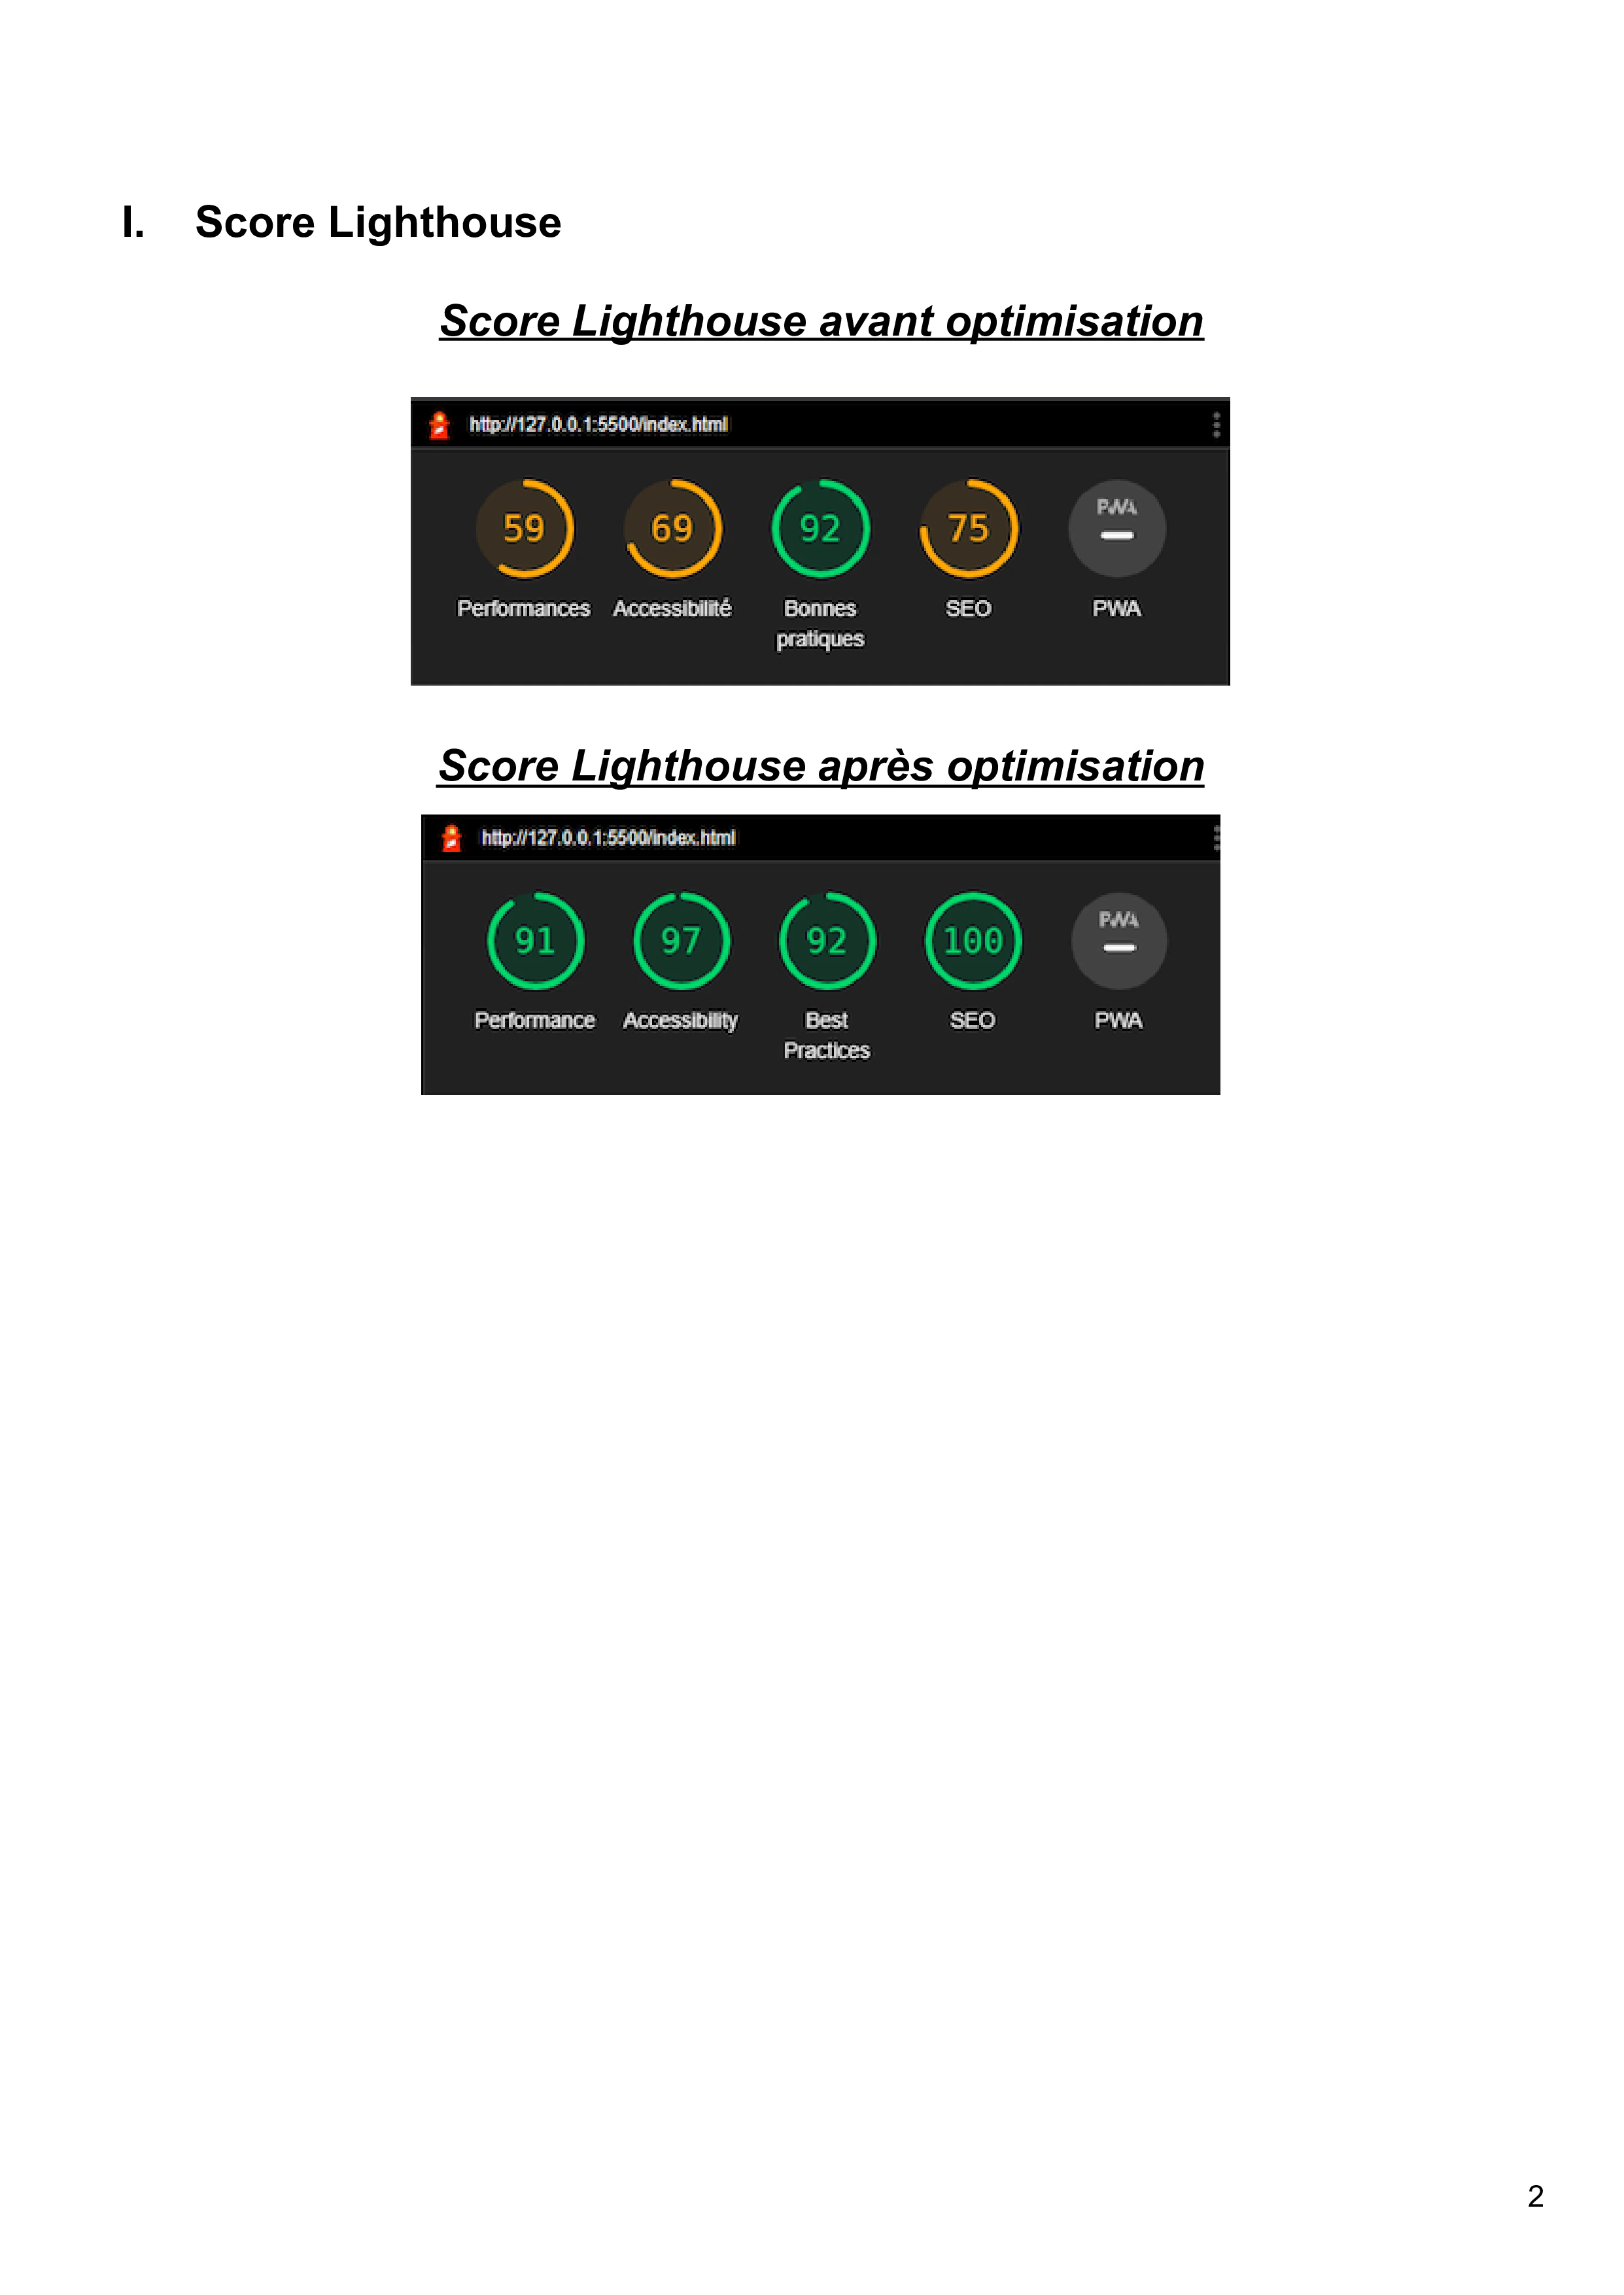 I. Score Lighthouse
Score Lighthouse avant optimisation
http://127.0.0.1:5500/index.html
59 69 92 75 PWA
Performances Accessibilité Bonnes pratiques SEO PWA
Score Lighthouse après optimisation
http://127.0.0.1:5500/index.html
91 97 92 100 PWA
Performance Accessibility Best Practices SEO PWA
2